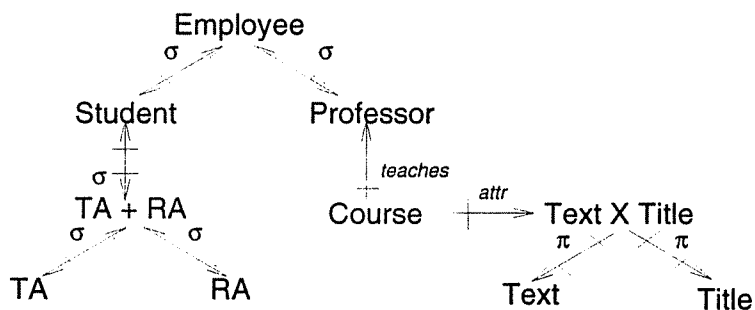 Employee
σ σ
Student Professor
σ teaches
TA + RA Course attr Text X Title
σ σ π π
TA RA Text Title